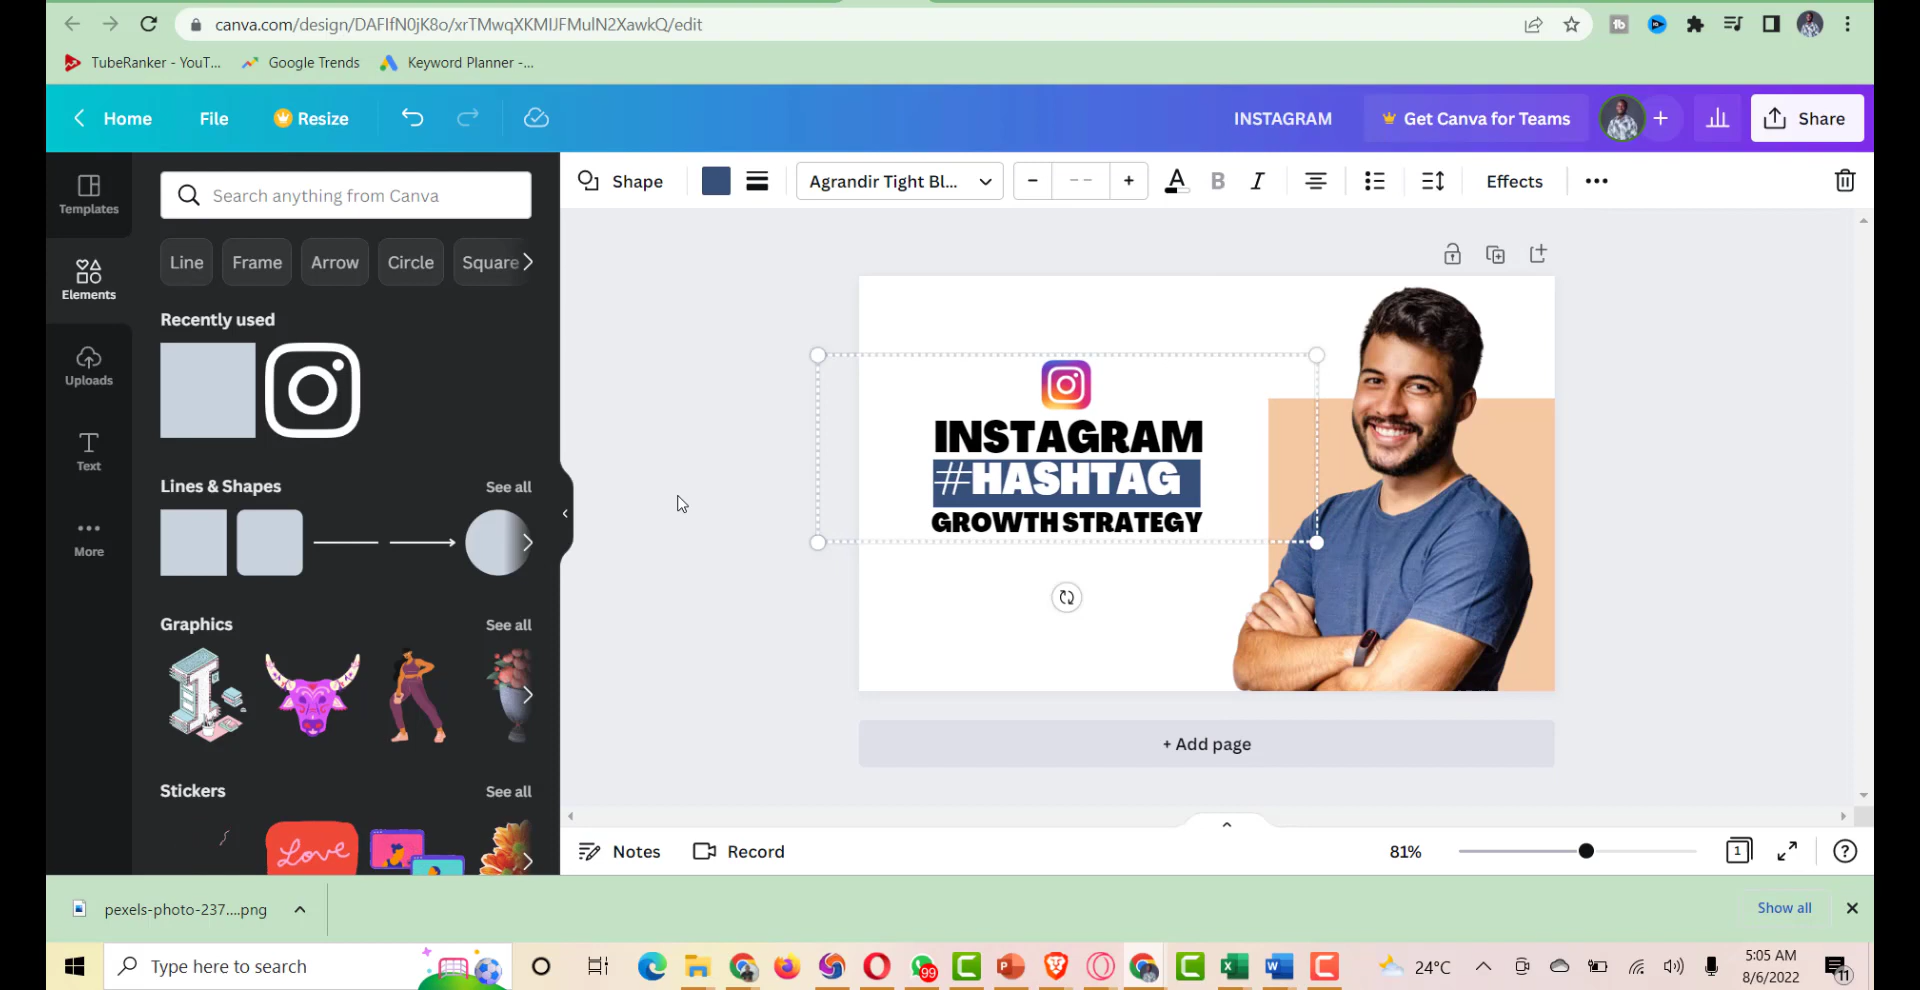 canva.com/design/DAFIfN0jK8o/xrTMwqXKMIJFMulN2XawkQ/edit
TubeRanker - YouT...
Google Trends
Keyword Planner -...
Home
File
Resize
INSTAGRAM
Get Canva for Teams
+
Share
Templates
Elements
Uploads
Text
More
Search anything from Canva
Line
Frame
Arrow
Circle
Square
Recently used
Lines & Shapes
See all
Graphics
See all
Stickers
See all
Love
Shape
Agrandir Tight Bl...
− -- +
A
B
I
Effects
INSTAGRAM
#HASHTAG
GROWTH STRATEGY
+ Add page
Notes
Record
81%
1
?
pexels-photo-237....png
Show all
Type here to search
99
24°C
5:05 AM
8/6/2022
11